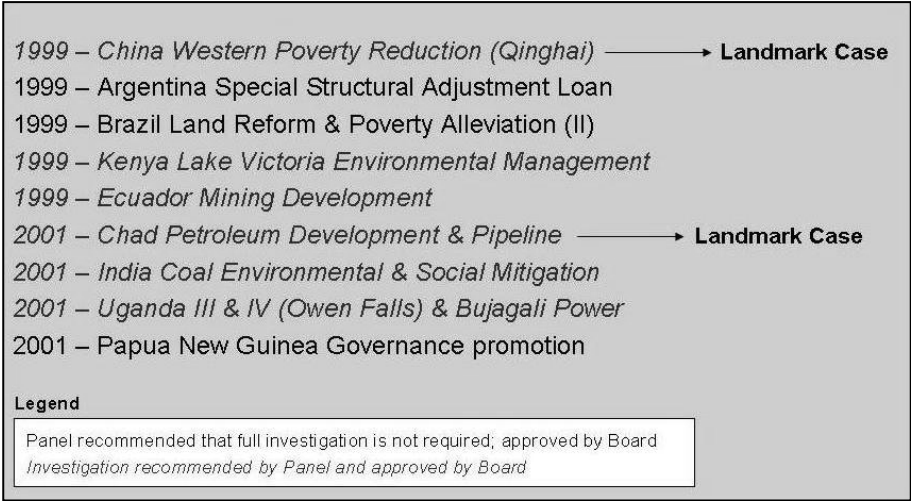 1999 – China Western Poverty Reduction (Qinghai) Landmark Case
1999 – Argentina Special Structural Adjustment Loan
1999 – Brazil Land Reform & Poverty Alleviation (II)
1999 – Kenya Lake Victoria Environmental Management
1999 – Ecuador Mining Development
2001 – Chad Petroleum Development & Pipeline Landmark Case
2001 – India Coal Environmental & Social Mitigation
2001 – Uganda III & IV (Owen Falls) & Bujagali Power
2001 – Papua New Guinea Governance promotion
Legend
Panel recommended that full investigation is not required; approved by Board
Investigation recommended by Panel and approved by Board